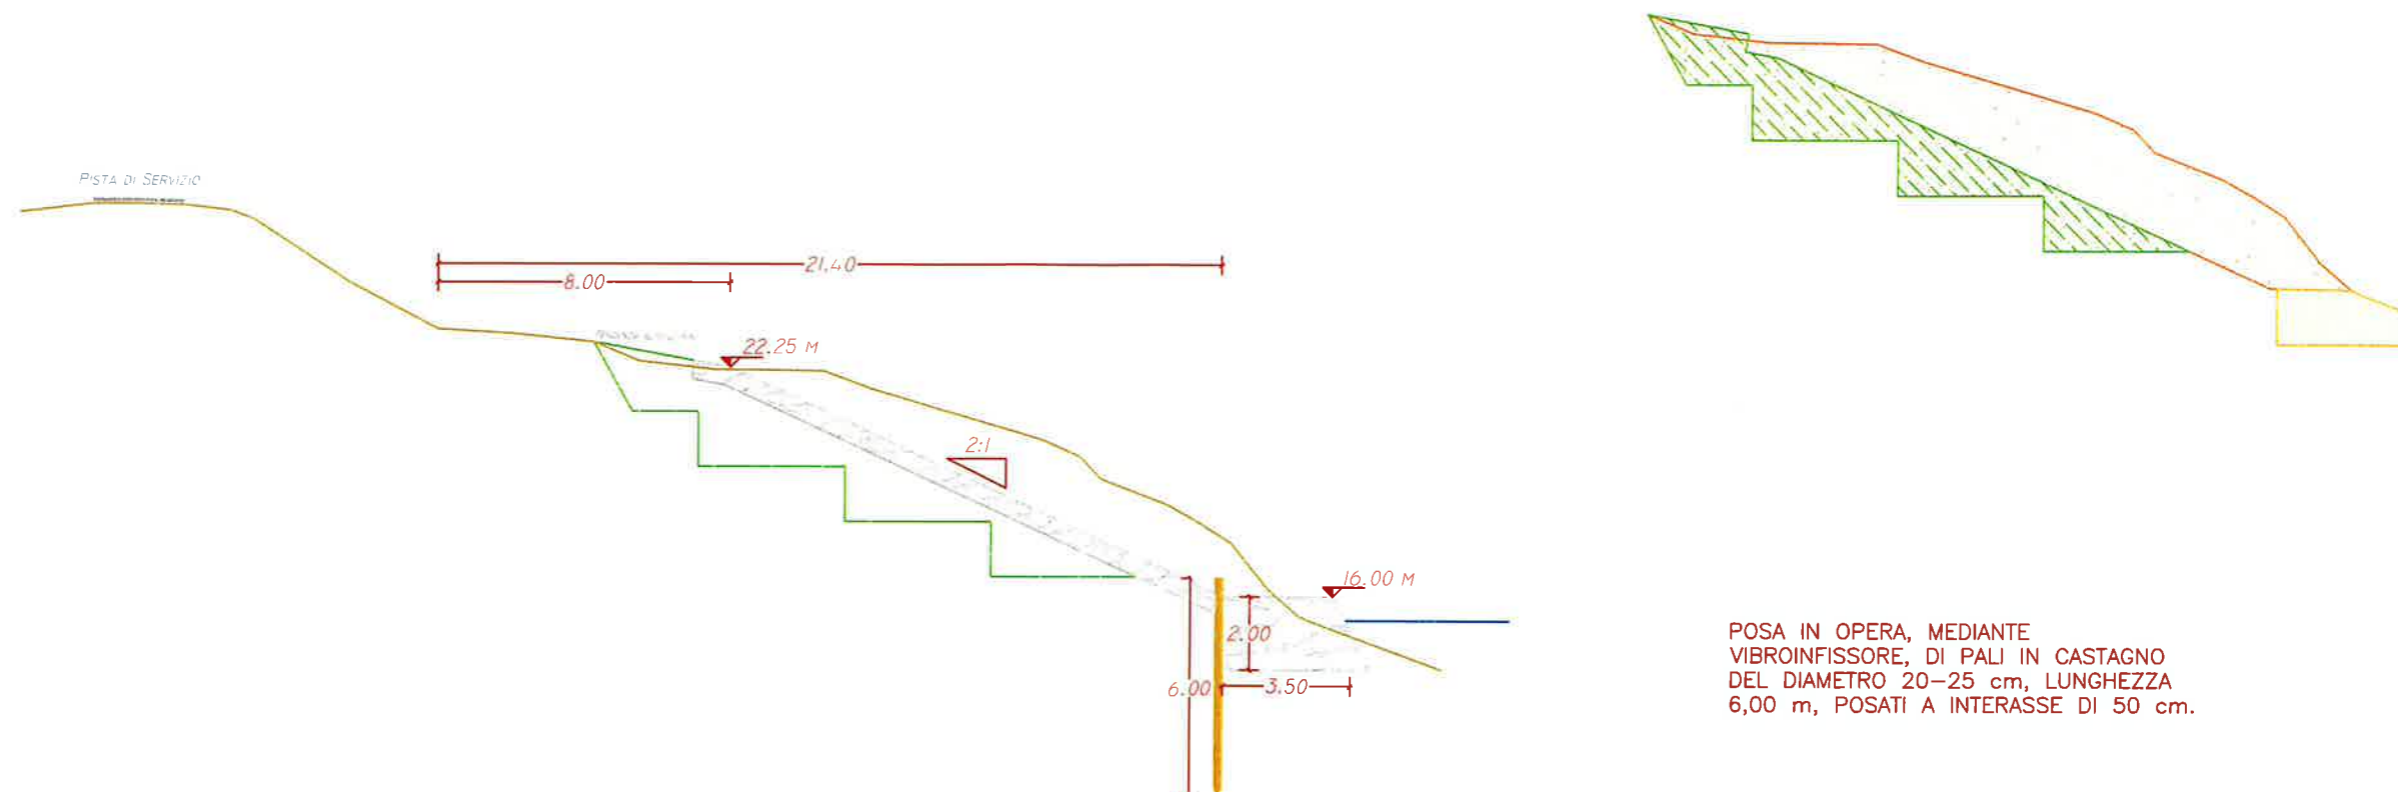 PISTA DI SERVIZIO
21.40
8.00
22.25 M
2:1
16.00 M
2.00
6.00
3.50
POSA IN OPERA, MEDIANTE
VIBROINFISSORE, DI PALI IN CASTAGNO
DEL DIAMETRO 20-25 cm, LUNGHEZZA
6,00 m, POSATI A INTERASSE DI 50 cm.